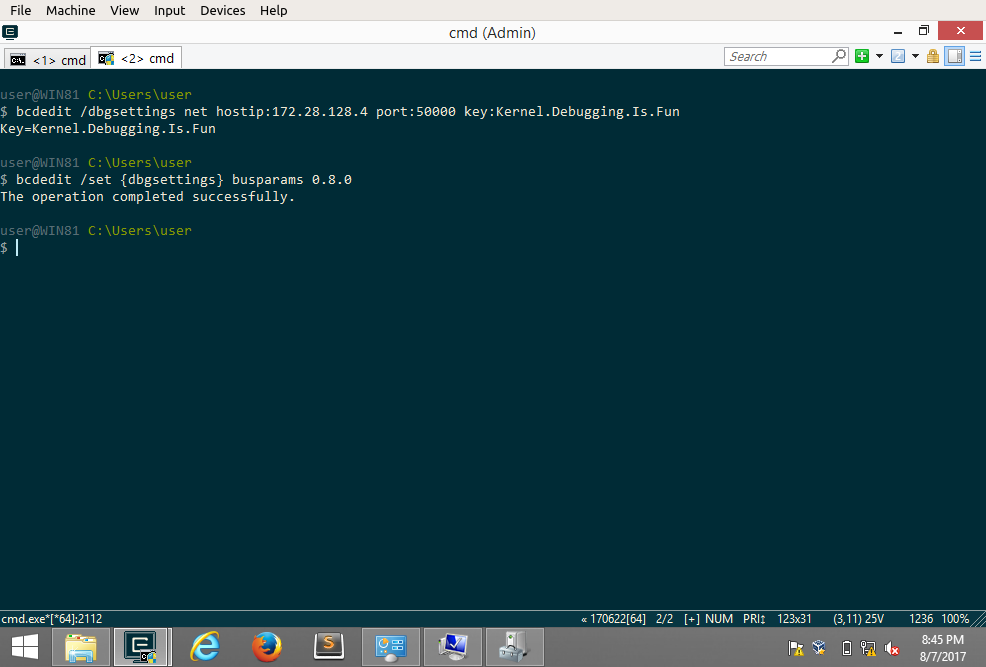 File Machine View Input Devices Help
cmd (Admin)
<1> cmd <2> cmd Search
user@WIN81 C:\Users\user
$ bcdedit /dbgsettings net hostip:172.28.128.4 port:50000 key:Kernel.Debugging.Is.Fun
Key=Kernel.Debugging.Is.Fun
user@WIN81 C:\Users\user
$ bcdedit /set {dbgsettings} busparams 0.8.0
The operation completed successfully.
user@WIN81 C:\Users\user
$
cmd.exe*[*64]:2112 « 170622[64] 2/2 [+] NUM PRI↕ 123x31 (3,11) 25V 1236 100%
8:45 PM
8/7/2017